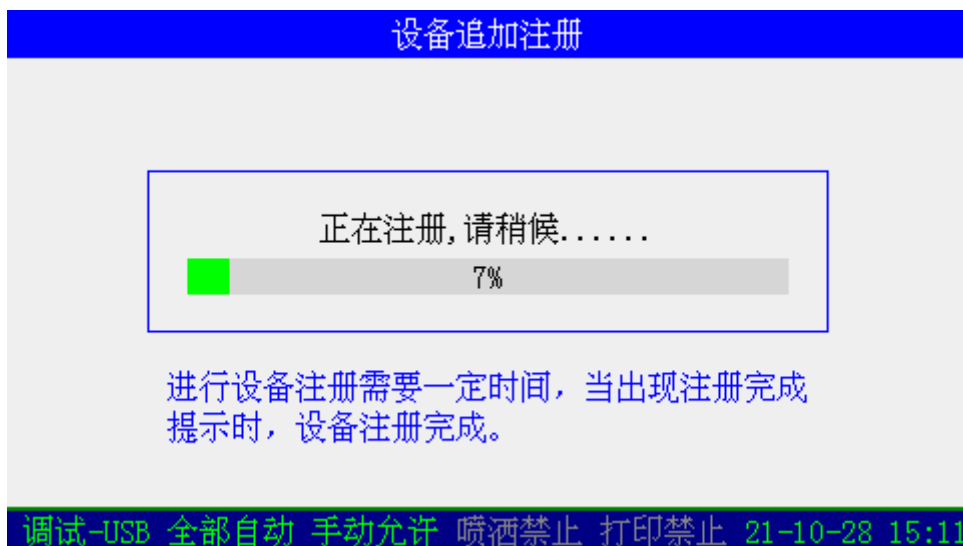 设备追加注册
正在注册,请稍候......
7%
进行设备注册需要一定时间，当出现注册完成
提示时，设备注册完成。
调试-USB 全部自动 手动允许 喷洒禁止 打印禁止 21-10-28 15:11